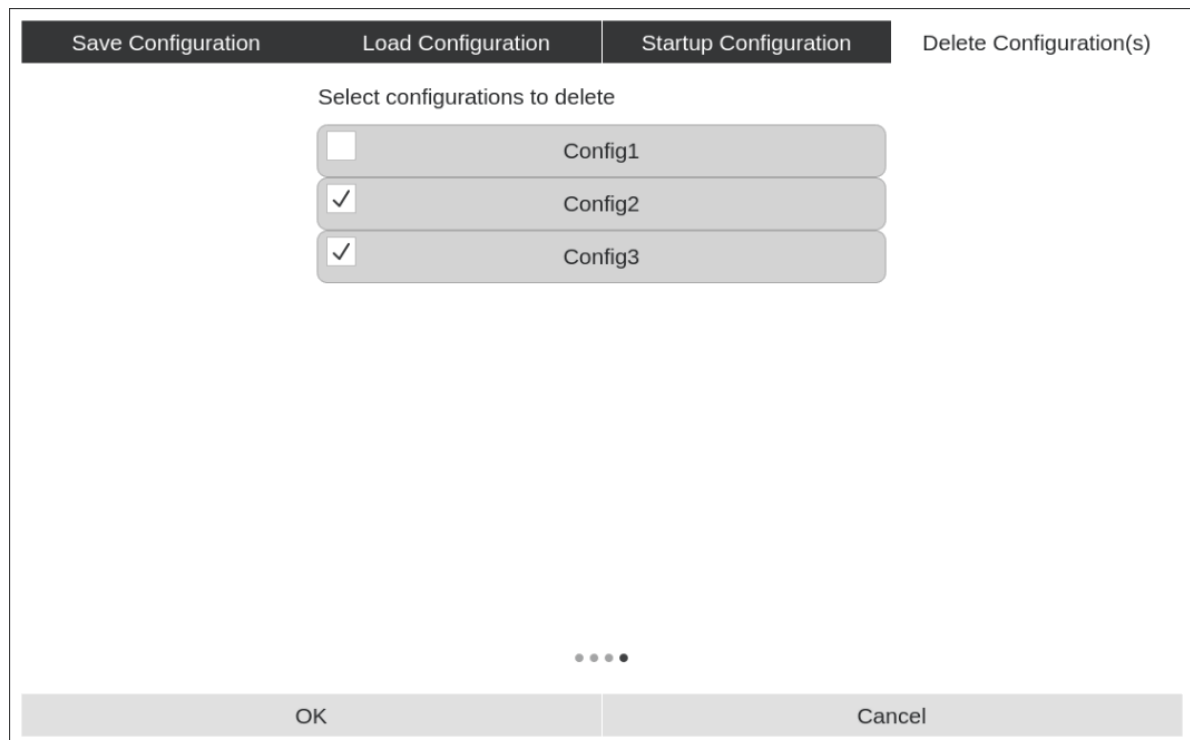 Save Configuration Load Configuration Startup Configuration Delete Configuration(s)
Select configurations to delete
Config1
Config2
Config3
OK Cancel